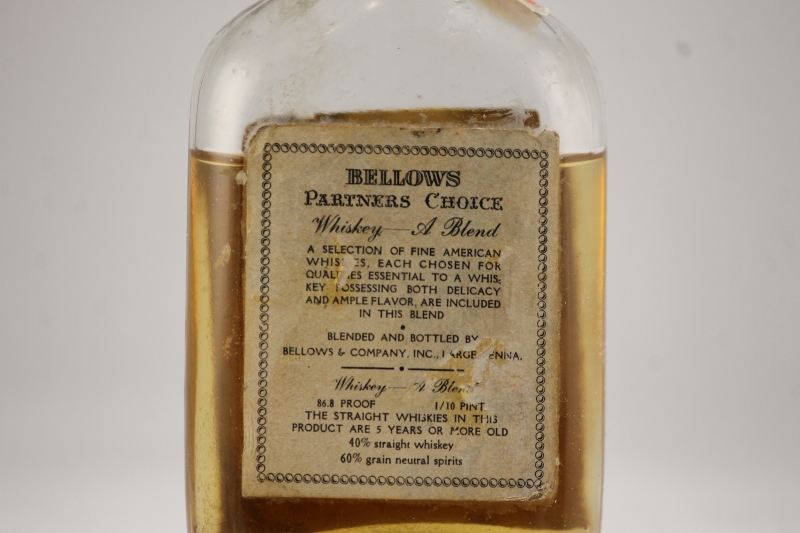 BELLOWS
PARTNERS CHOICE
Whiskey—A Blend
A SELECTION OF FINE AMERICAN
EACH CHOSEN FOR
ESSENTIAL TO A WHIS-
KEY POSSESSING BOTH DELICACY
AND AMPLE FLAVOR, ARE INCLUDED
IN THIS BLEND
BLENDED AND BOTTLED BY
BELLOWS & COMPANY, INC.,
Whiskey—A Blend
86.8 PROOF 1/10 PINT
THE STRAIGHT WHISKIES IN THIS
PRODUCT ARE 5 YEARS OR MORE OLD
40% straight whiskey
60% grain neutral spirits